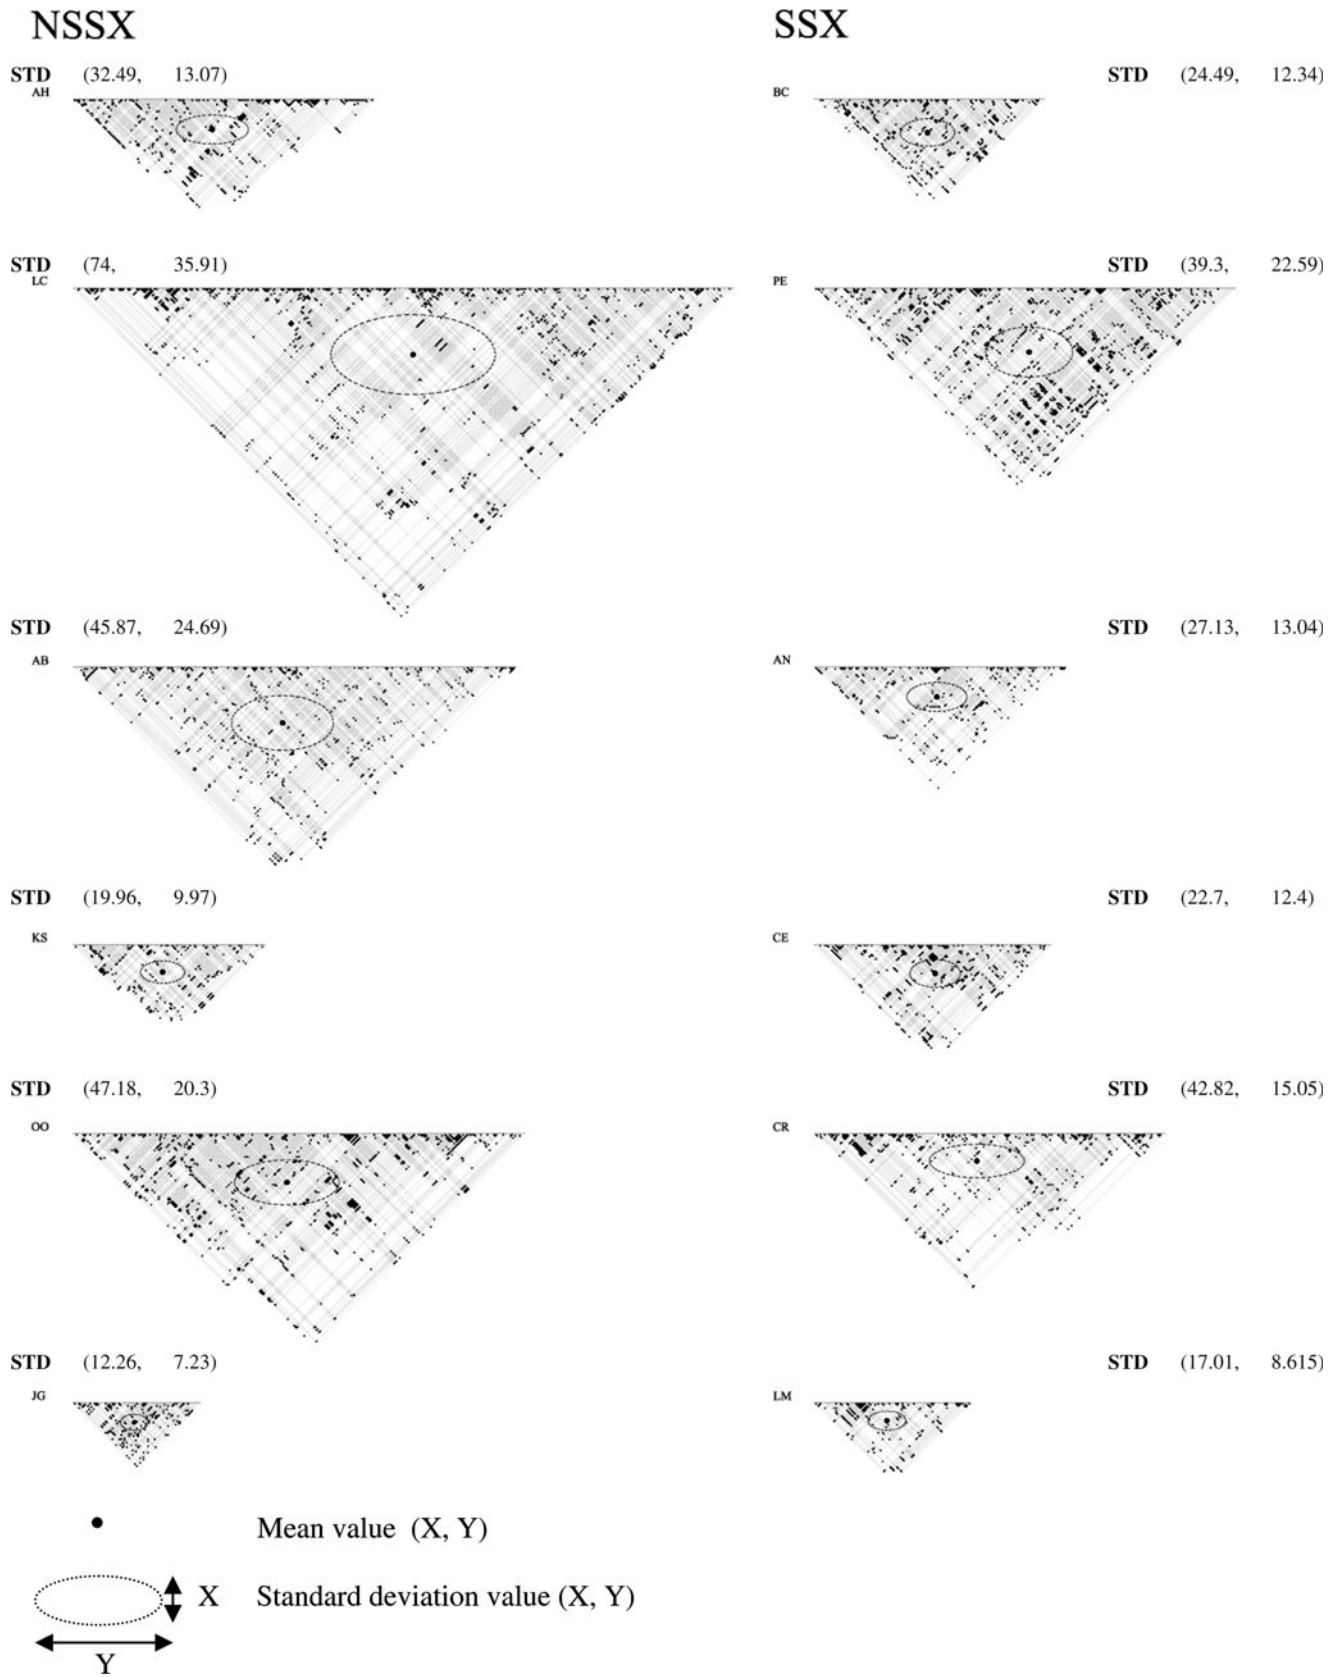 NSSX SSX
STD (32.49, 13.07) STD (24.49, 12.34)
AH BC
STD (74, 35.91) STD (39.3, 22.59)
LC PE
STD (45.87, 24.69) STD (27.13, 13.04)
AB AN
STD (19.96, 9.97) STD (22.7, 12.4)
KS CE
STD (47.18, 20.3) STD (42.82, 15.05)
OO CR
STD (12.26, 7.23) STD (17.01, 8.615)
JG LM
Mean value (X, Y)
X Standard deviation value (X, Y)
Y